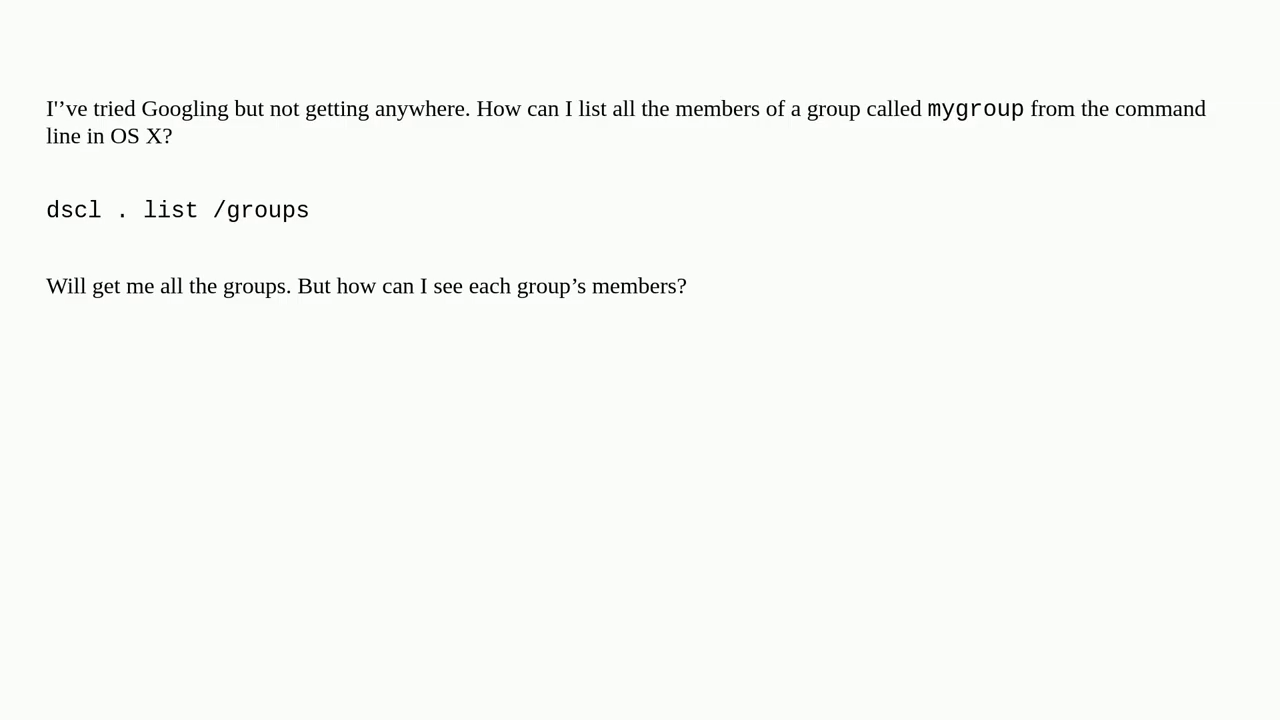 I'’ve tried Googling but not getting anywhere. How can I list all the members of a group called mygroup from the command
line in OS X?
dscl . list /groups
Will get me all the groups. But how can I see each group’s members?